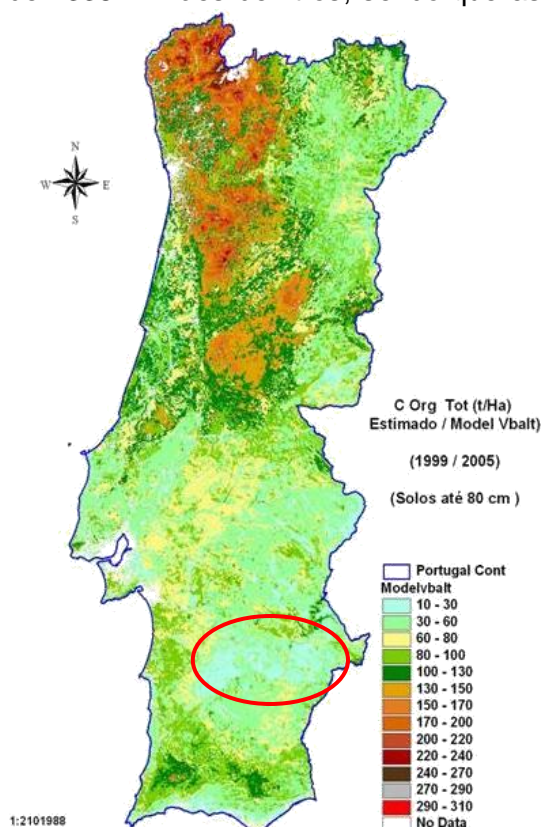 N
W E
S
C Org Tot (t/Ha)
Estimado / Model Vbalt)
(1999 / 2005)
(Solos até 80 cm )
Portugal Cont
Modelvbalt
10 - 30
30 - 60
60 - 80
80 - 100
100 - 130
130 - 150
150 - 170
170 - 200
200 - 220
220 - 240
240 - 270
270 - 290
290 - 310
No Data
1:2101988